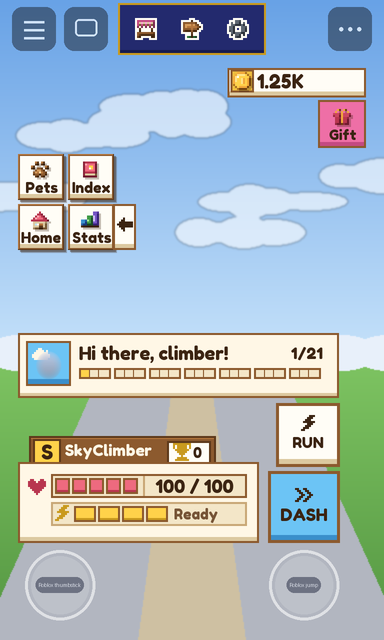 1.25K
Gift
Pets
Index
Home
Stats
Hi there, climber!
1/21
RUN
S
SkyClimber
0
100 / 100
Ready
DASH
Roblox thumbstick
Roblox jump